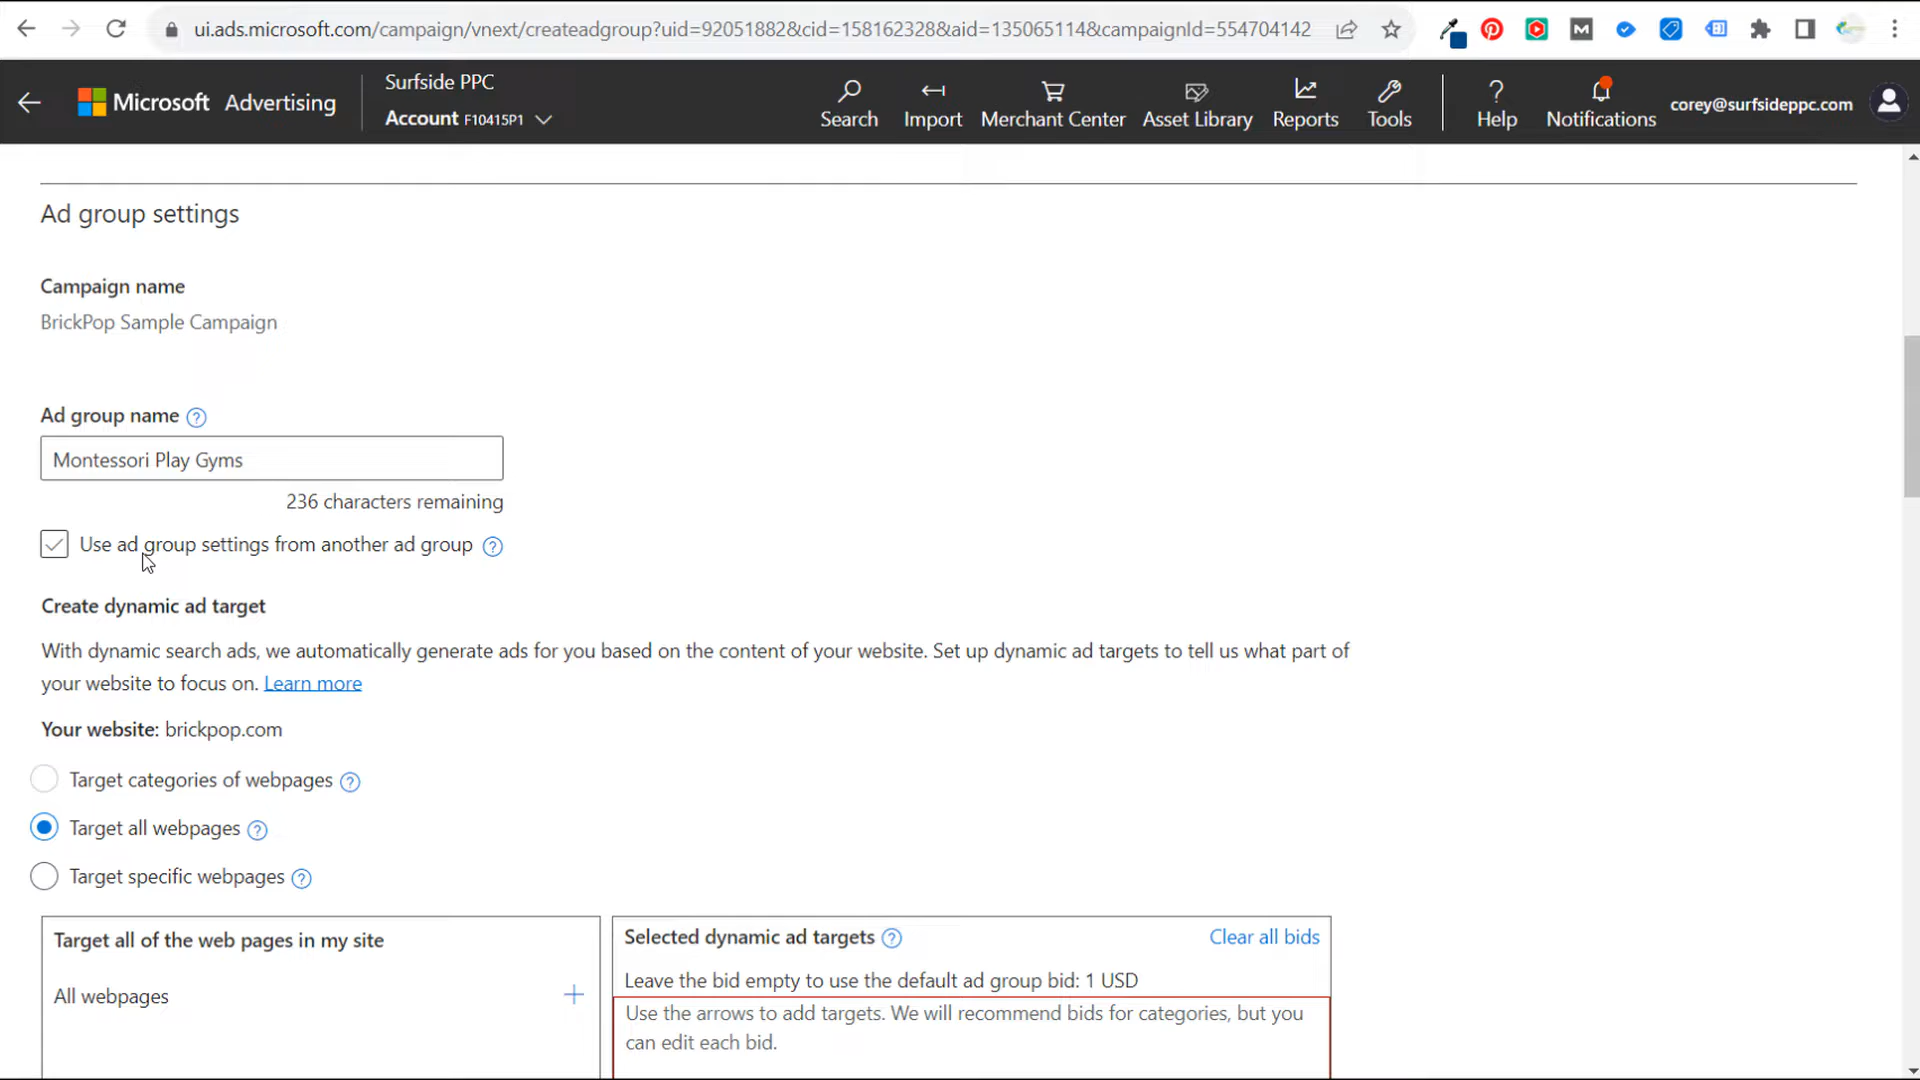 ui.ads.microsoft.com/campaign/vnext/createadgroup?uid=92051882&cid=158162328&aid=135065114&campaignId=554704142
Microsoft Advertising
Surfside PPC
Account F10415P1
Search
Import
Merchant Center
Asset Library
Reports
Tools
Help
Notifications
corey@surfsideppc.com
Ad group settings
Campaign name
BrickPop Sample Campaign
Ad group name
Montessori Play Gyms
236 characters remaining
Use ad group settings from another ad group
Create dynamic ad target
With dynamic search ads, we automatically generate ads for you based on the content of your website. Set up dynamic ad targets to tell us what part of
your website to focus on. Learn more
Your website: brickpop.com
Target categories of webpages
Target all webpages
Target specific webpages
Target all of the web pages in my site
All webpages
Selected dynamic ad targets
Clear all bids
Leave the bid empty to use the default ad group bid: 1 USD
Use the arrows to add targets. We will recommend bids for categories, but you
can edit each bid.